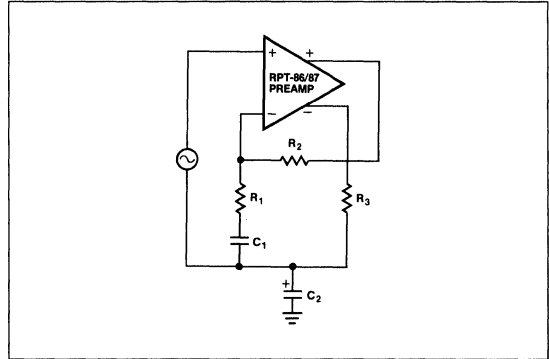 + +
RPT-86/87
PREAMP
− −
R2
R1
R3
C1
+
C2